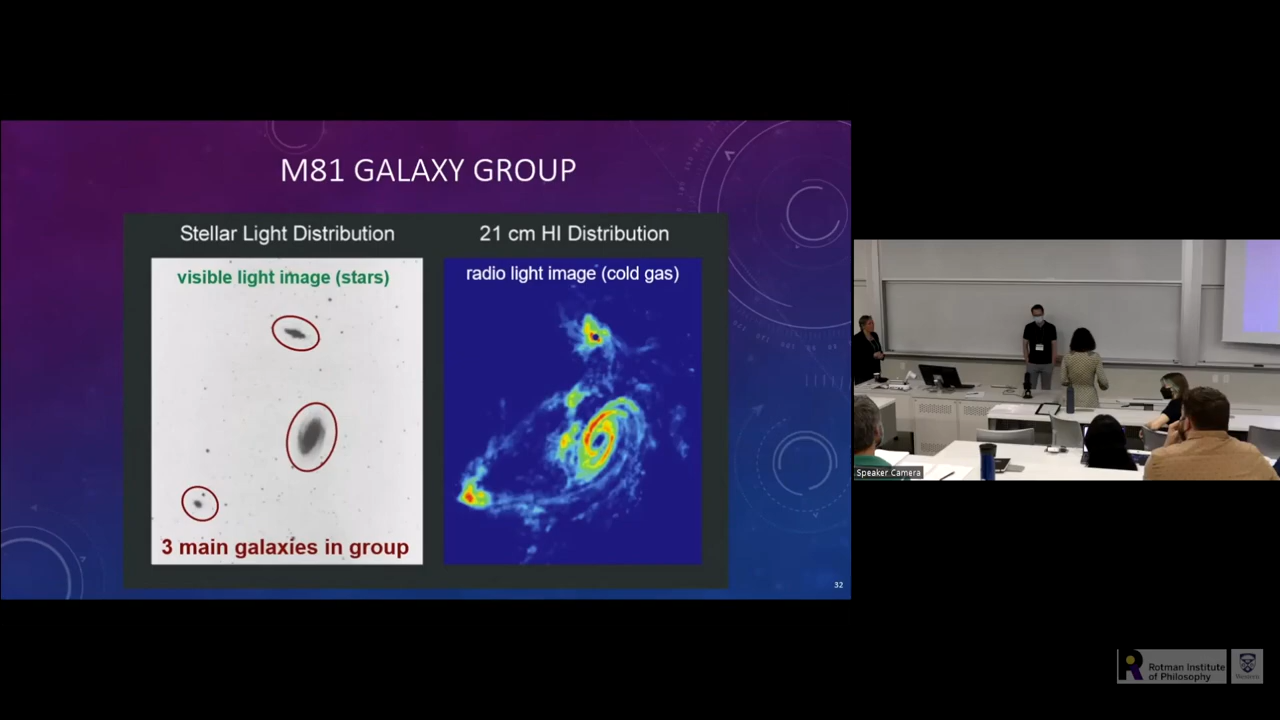 M81 GALAXY GROUP
Stellar Light Distribution
21 cm HI Distribution
visible light image (stars)
radio light image (cold gas)
3 main galaxies in group
32
Speaker Camera
Rotman Institute
of Philosophy
Western